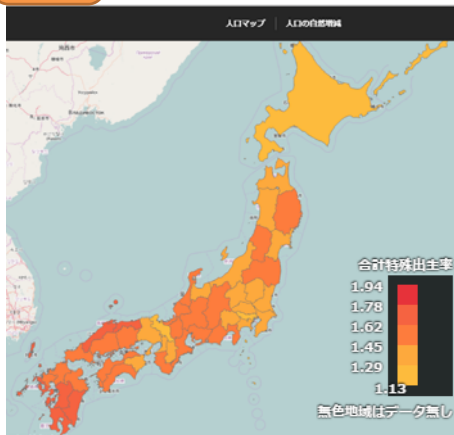 人口マップ | 人口の自然増減
合計特殊出生率
1.94
1.78
1.62
1.45
1.29
1.13
無色地域はデータ無し